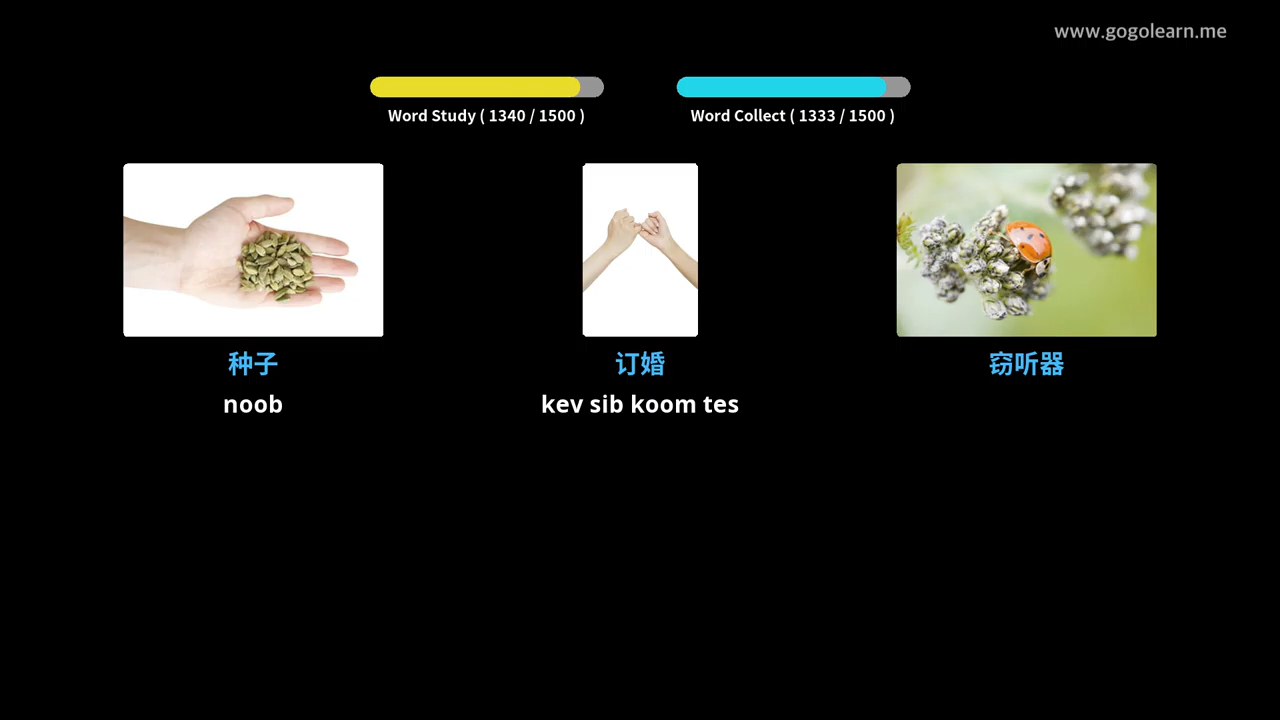 www.gogolearn.me
Word Study ( 1340 / 1500 )
Word Collect ( 1333 / 1500 )
种子
noob
订婚
kev sib koom tes
窃听器